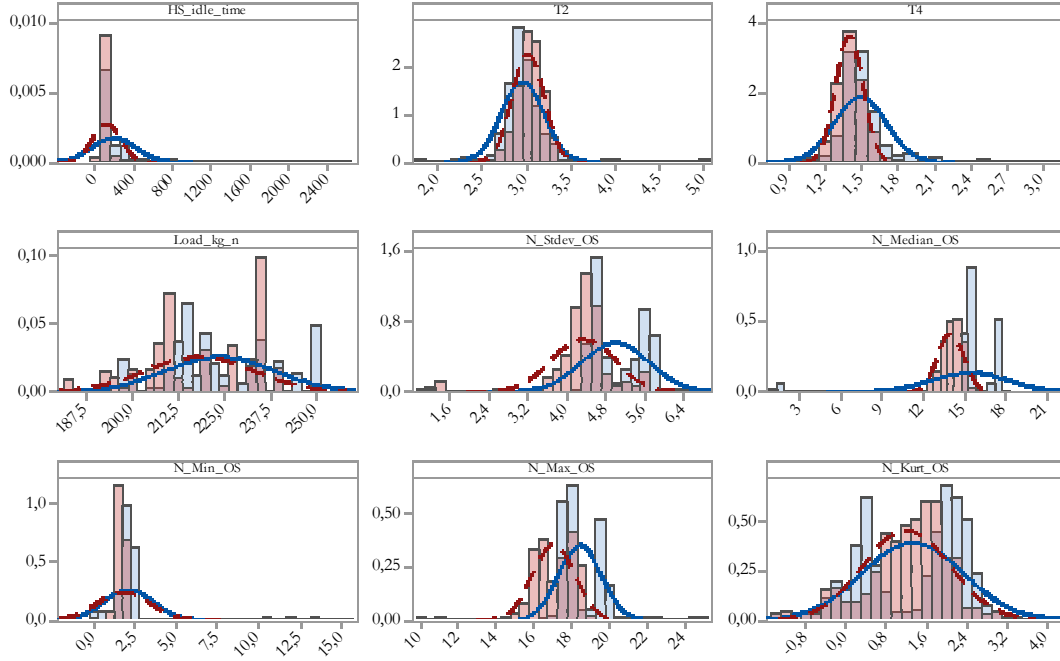 HS_idle_time T2 T4
0,010 4
2
0,005 2
1
0,000 0 0
0 400 800 1200 1600 2000 2400 2,0 2,5 3,0 3,5 4,0 4,5 5,0 0,9 1,2 1,5 1,8 2,1 2,4 2,7 3,0
Load_kg_n N_Stdev_OS N_Median_OS
0,10 1,6 1,0
0,05 0,8 0,5
0,00 0,0 0,0
187,5 200,0 212,5 225,0 237,5 250,0 1,6 2,4 3,2 4,0 4,8 5,6 6,4 3 6 9 12 15 18 21
N_Min_OS N_Max_OS N_Kurt_OS
1,0 0,50 0,50
0,5 0,25 0,25
0,0 0,00 0,00
0,0 2,5 5,0 7,5 10,0 12,5 15,0 10 12 14 16 18 20 22 24 -0,8 0,0 0,8 1,6 2,4 3,2 4,0